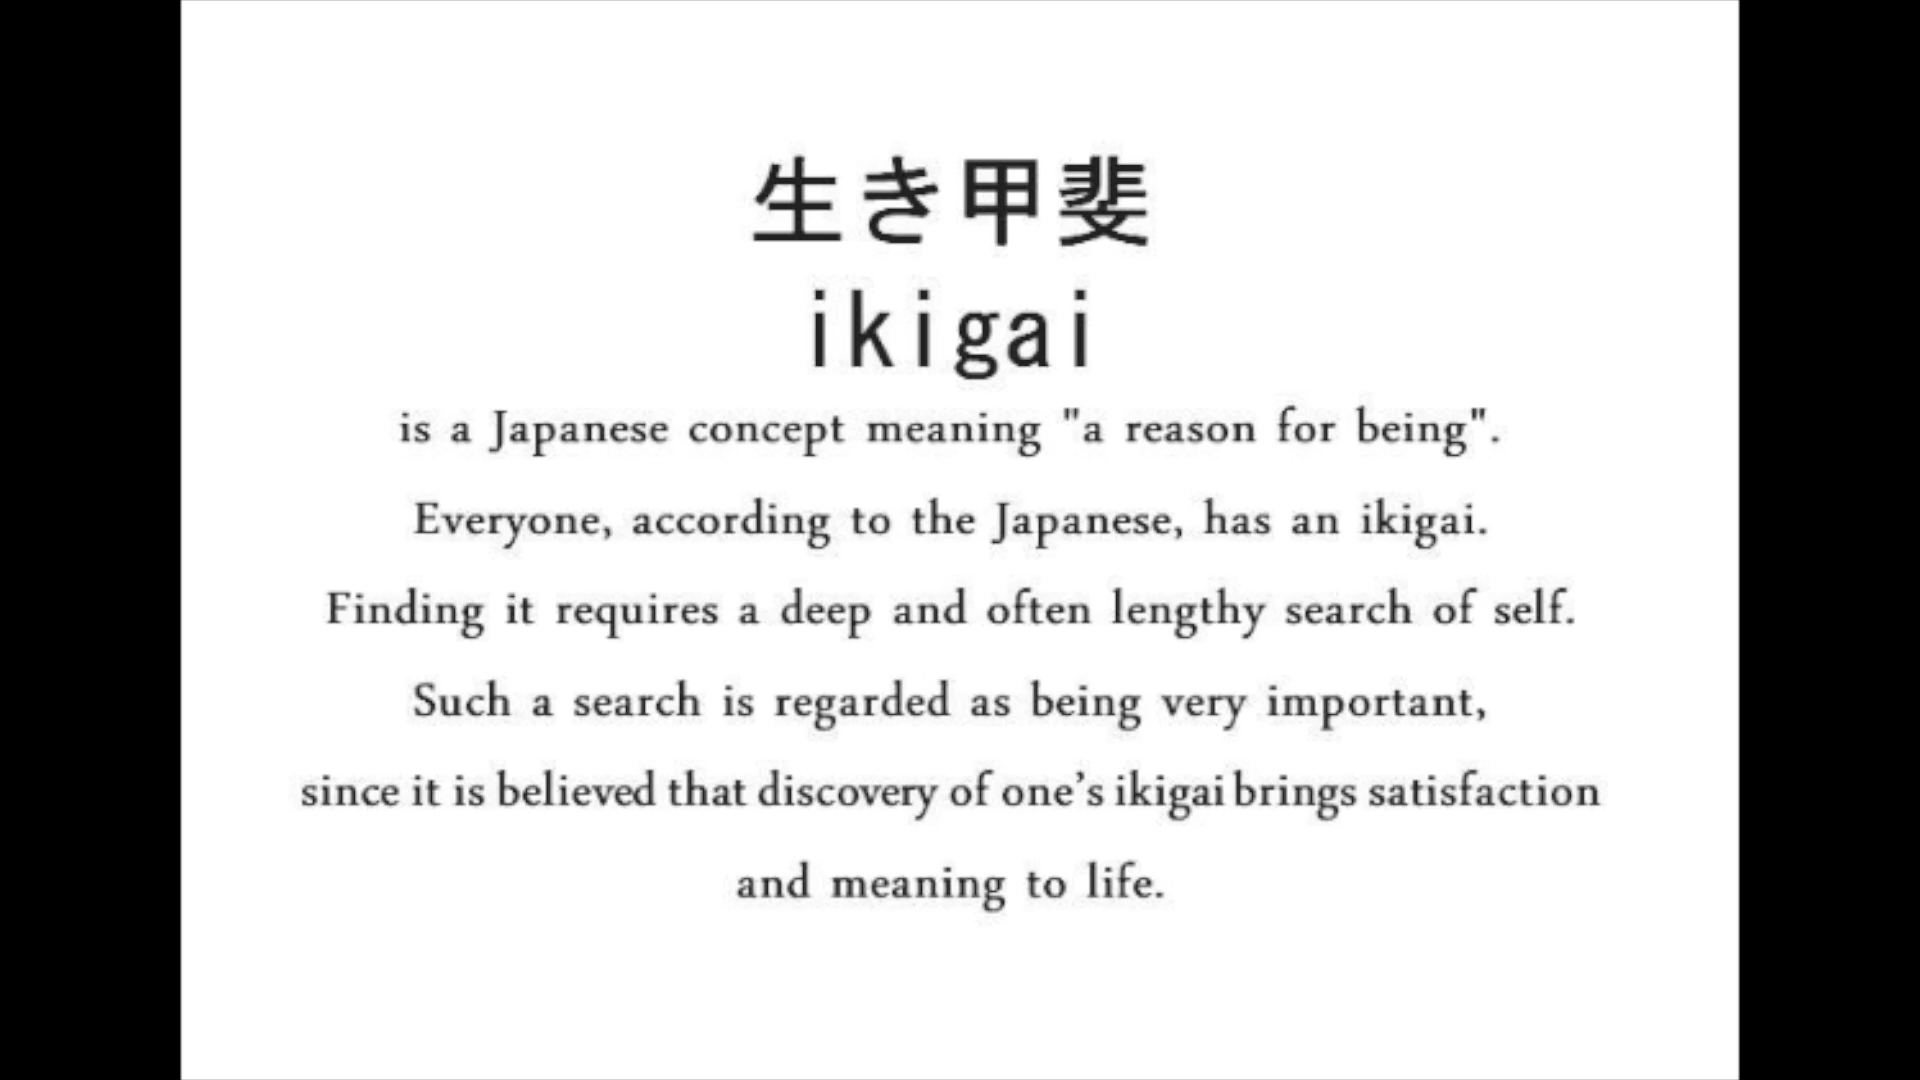 生き甲斐
ikigai
is a Japanese concept meaning "a reason for being".
Everyone, according to the Japanese, has an ikigai.
Finding it requires a deep and often lengthy search of self.
Such a search is regarded as being very important,
since it is believed that discovery of one’s ikigai brings satisfaction
and meaning to life.